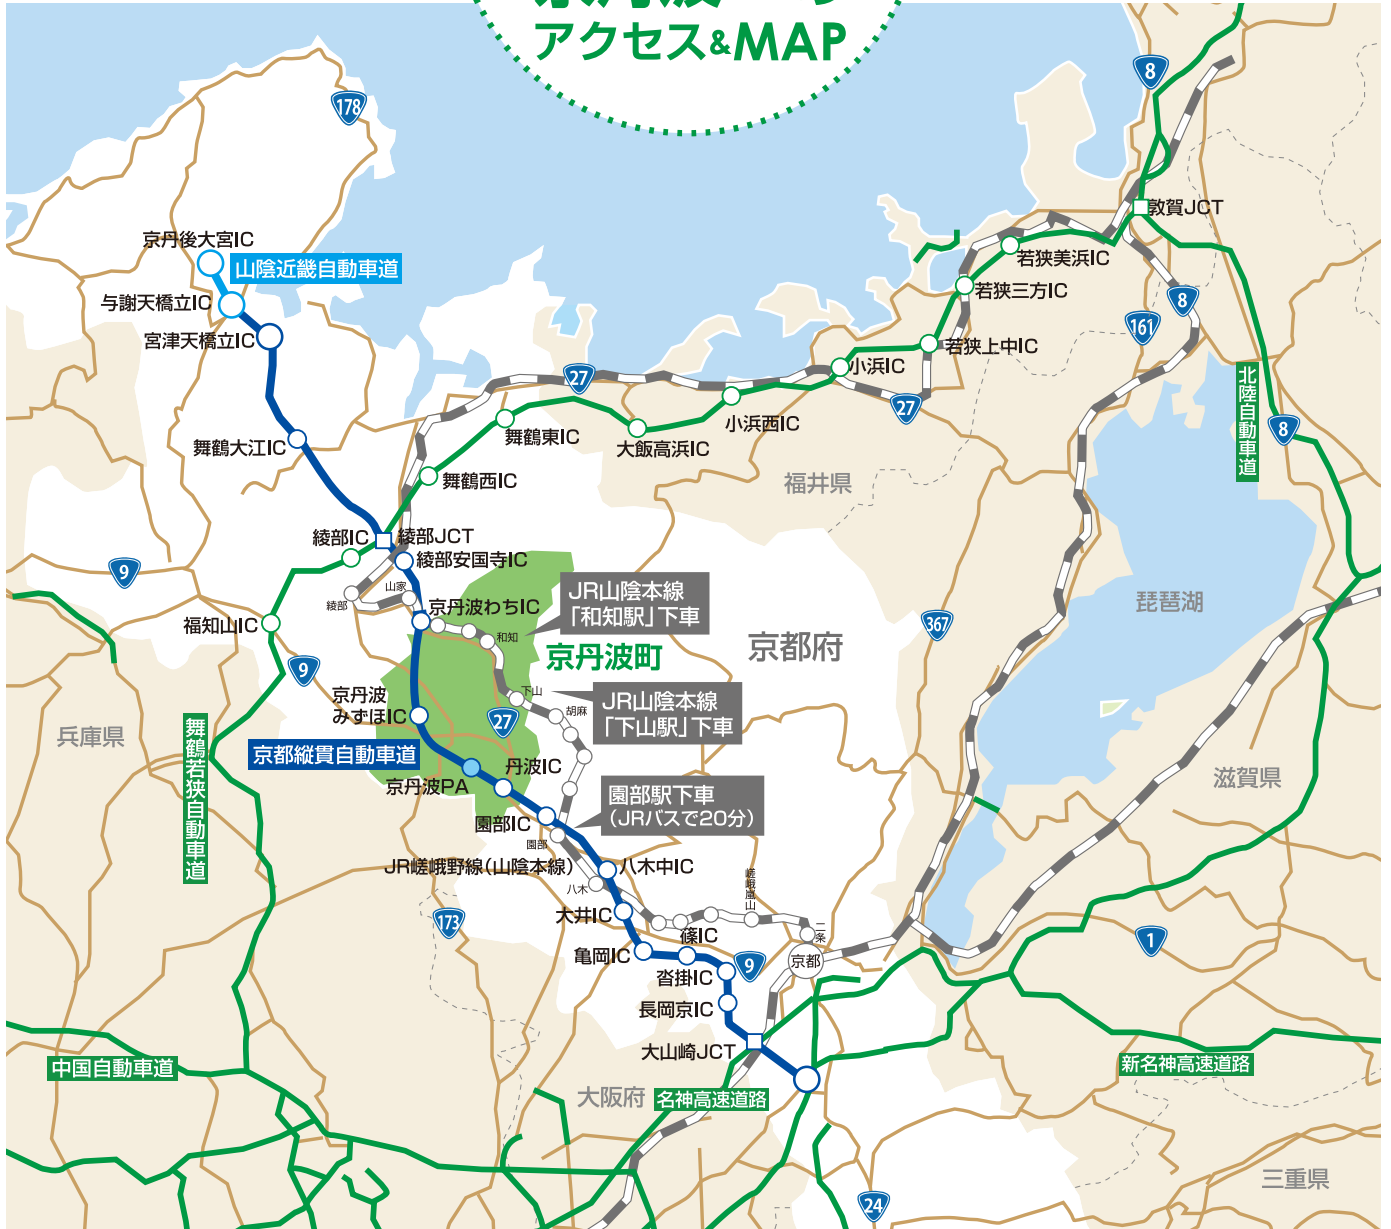 アクセス&MAP
178
8
敦賀JCT
京丹後大宮IC
山陰近畿自動車道
若狭美浜IC
与謝天橋立IC
若狭三方IC
8
161
宮津天橋立IC
若狭上中IC
小浜IC
27
27
北陸自動車道
8
小浜西IC
舞鶴東IC
大飯高浜IC
舞鶴大江IC
舞鶴西IC
福井県
綾部IC
綾部JCT
綾部安国寺IC
9
山家
綾部
京丹波わちIC
JR山陰本線
「和知駅」下車
琵琶湖
福知山IC
和知
367
京丹波町
京都府
9
下山
JR山陰本線
「下山駅」下車
京丹波
みずほIC
胡麻
27
兵庫県
舞鶴若狭自動車道
京都縦貫自動車道
丹波IC
京丹波PA
滋賀県
園部駅下車
(JRバスで20分)
園部IC
園部
JR嵯峨野線(山陰本線)
八木中IC
八木
嵯峨嵐山
大井IC
173
二条
篠IC
亀岡IC
9
京都
1
沓掛IC
長岡京IC
大山崎JCT
中国自動車道
新名神高速道路
大阪府
名神高速道路
三重県
24